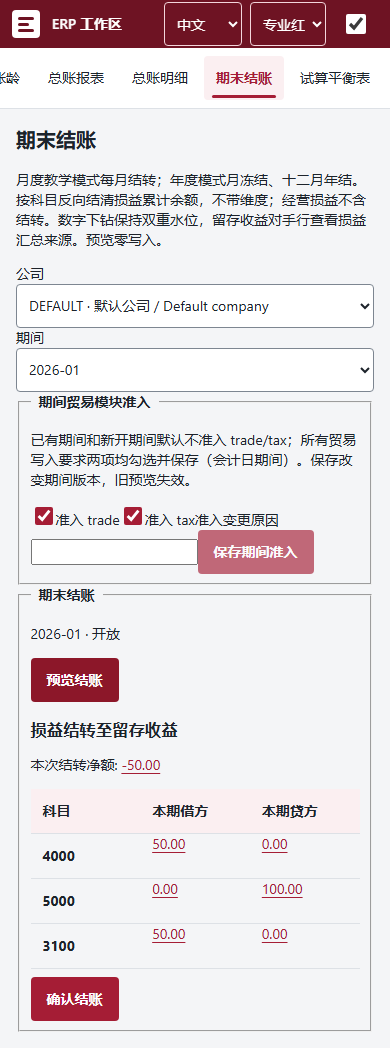 ERP 工作区
中文
专业红
账龄
总账报表
总账明细
期末结账
试算平衡表
期末结账
月度教学模式每月结转；年度模式月冻结、十二月年结。
按科目反向结清损益累计余额，不带维度；经营损益不含
结转。数字下钻保持双重水位，留存收益对手行查看损益
汇总来源。预览零写入。
公司
DEFAULT · 默认公司 / Default company
期间
2026-01
期间贸易模块准入
已有期间和新开期间默认不准入 trade/tax；所有贸易
写入要求两项均勾选并保存（会计日期间）。保存改
变期间版本，旧预览失效。
准入 trade 准入 tax准入变更原因
保存期间准入
期末结账
2026-01 · 开放
预览结账
损益结转至留存收益
本次结转净额: -50.00
科目 本期借方 本期贷方
4000 50.00 0.00
5000 0.00 100.00
3100 50.00 0.00
确认结账